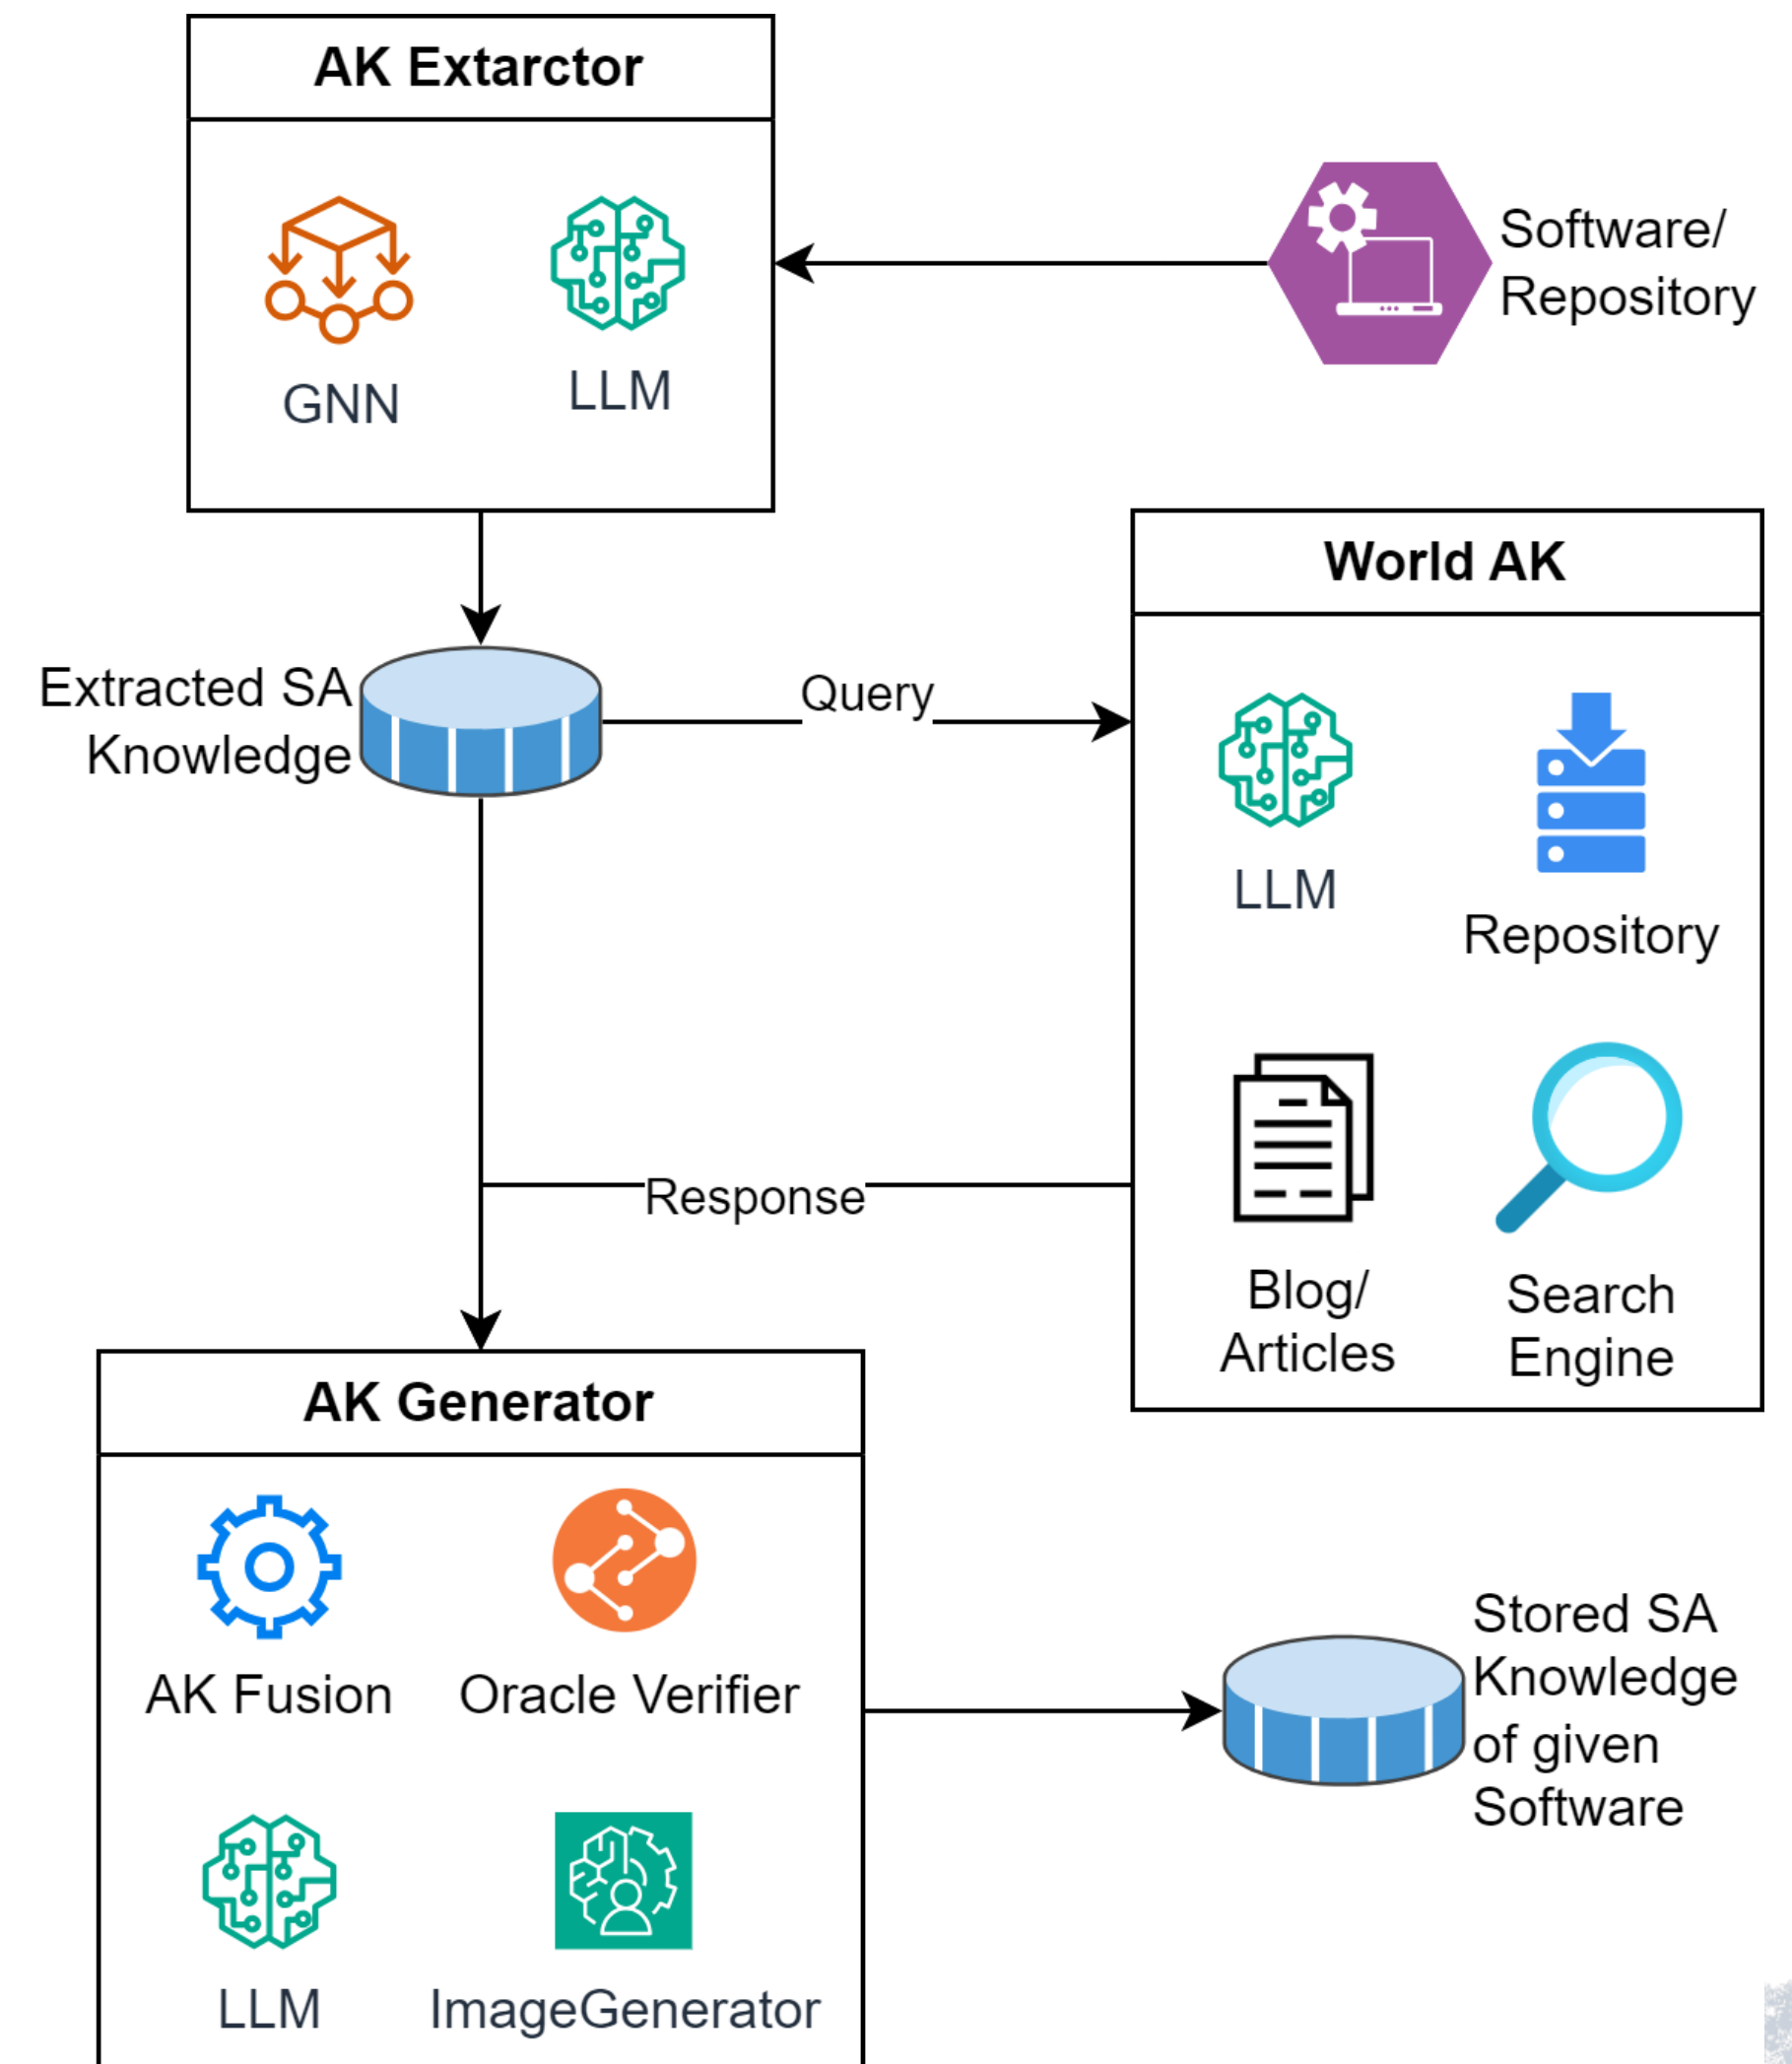 AK Extarctor
GNN
LLM
Software/
Repository
Extracted SA
Knowledge
Query
World AK
LLM
Repository
Blog/
Articles
Search
Engine
Response
AK Generator
AK Fusion
Oracle Verifier
LLM
ImageGenerator
Stored SA
Knowledge
of given
Software